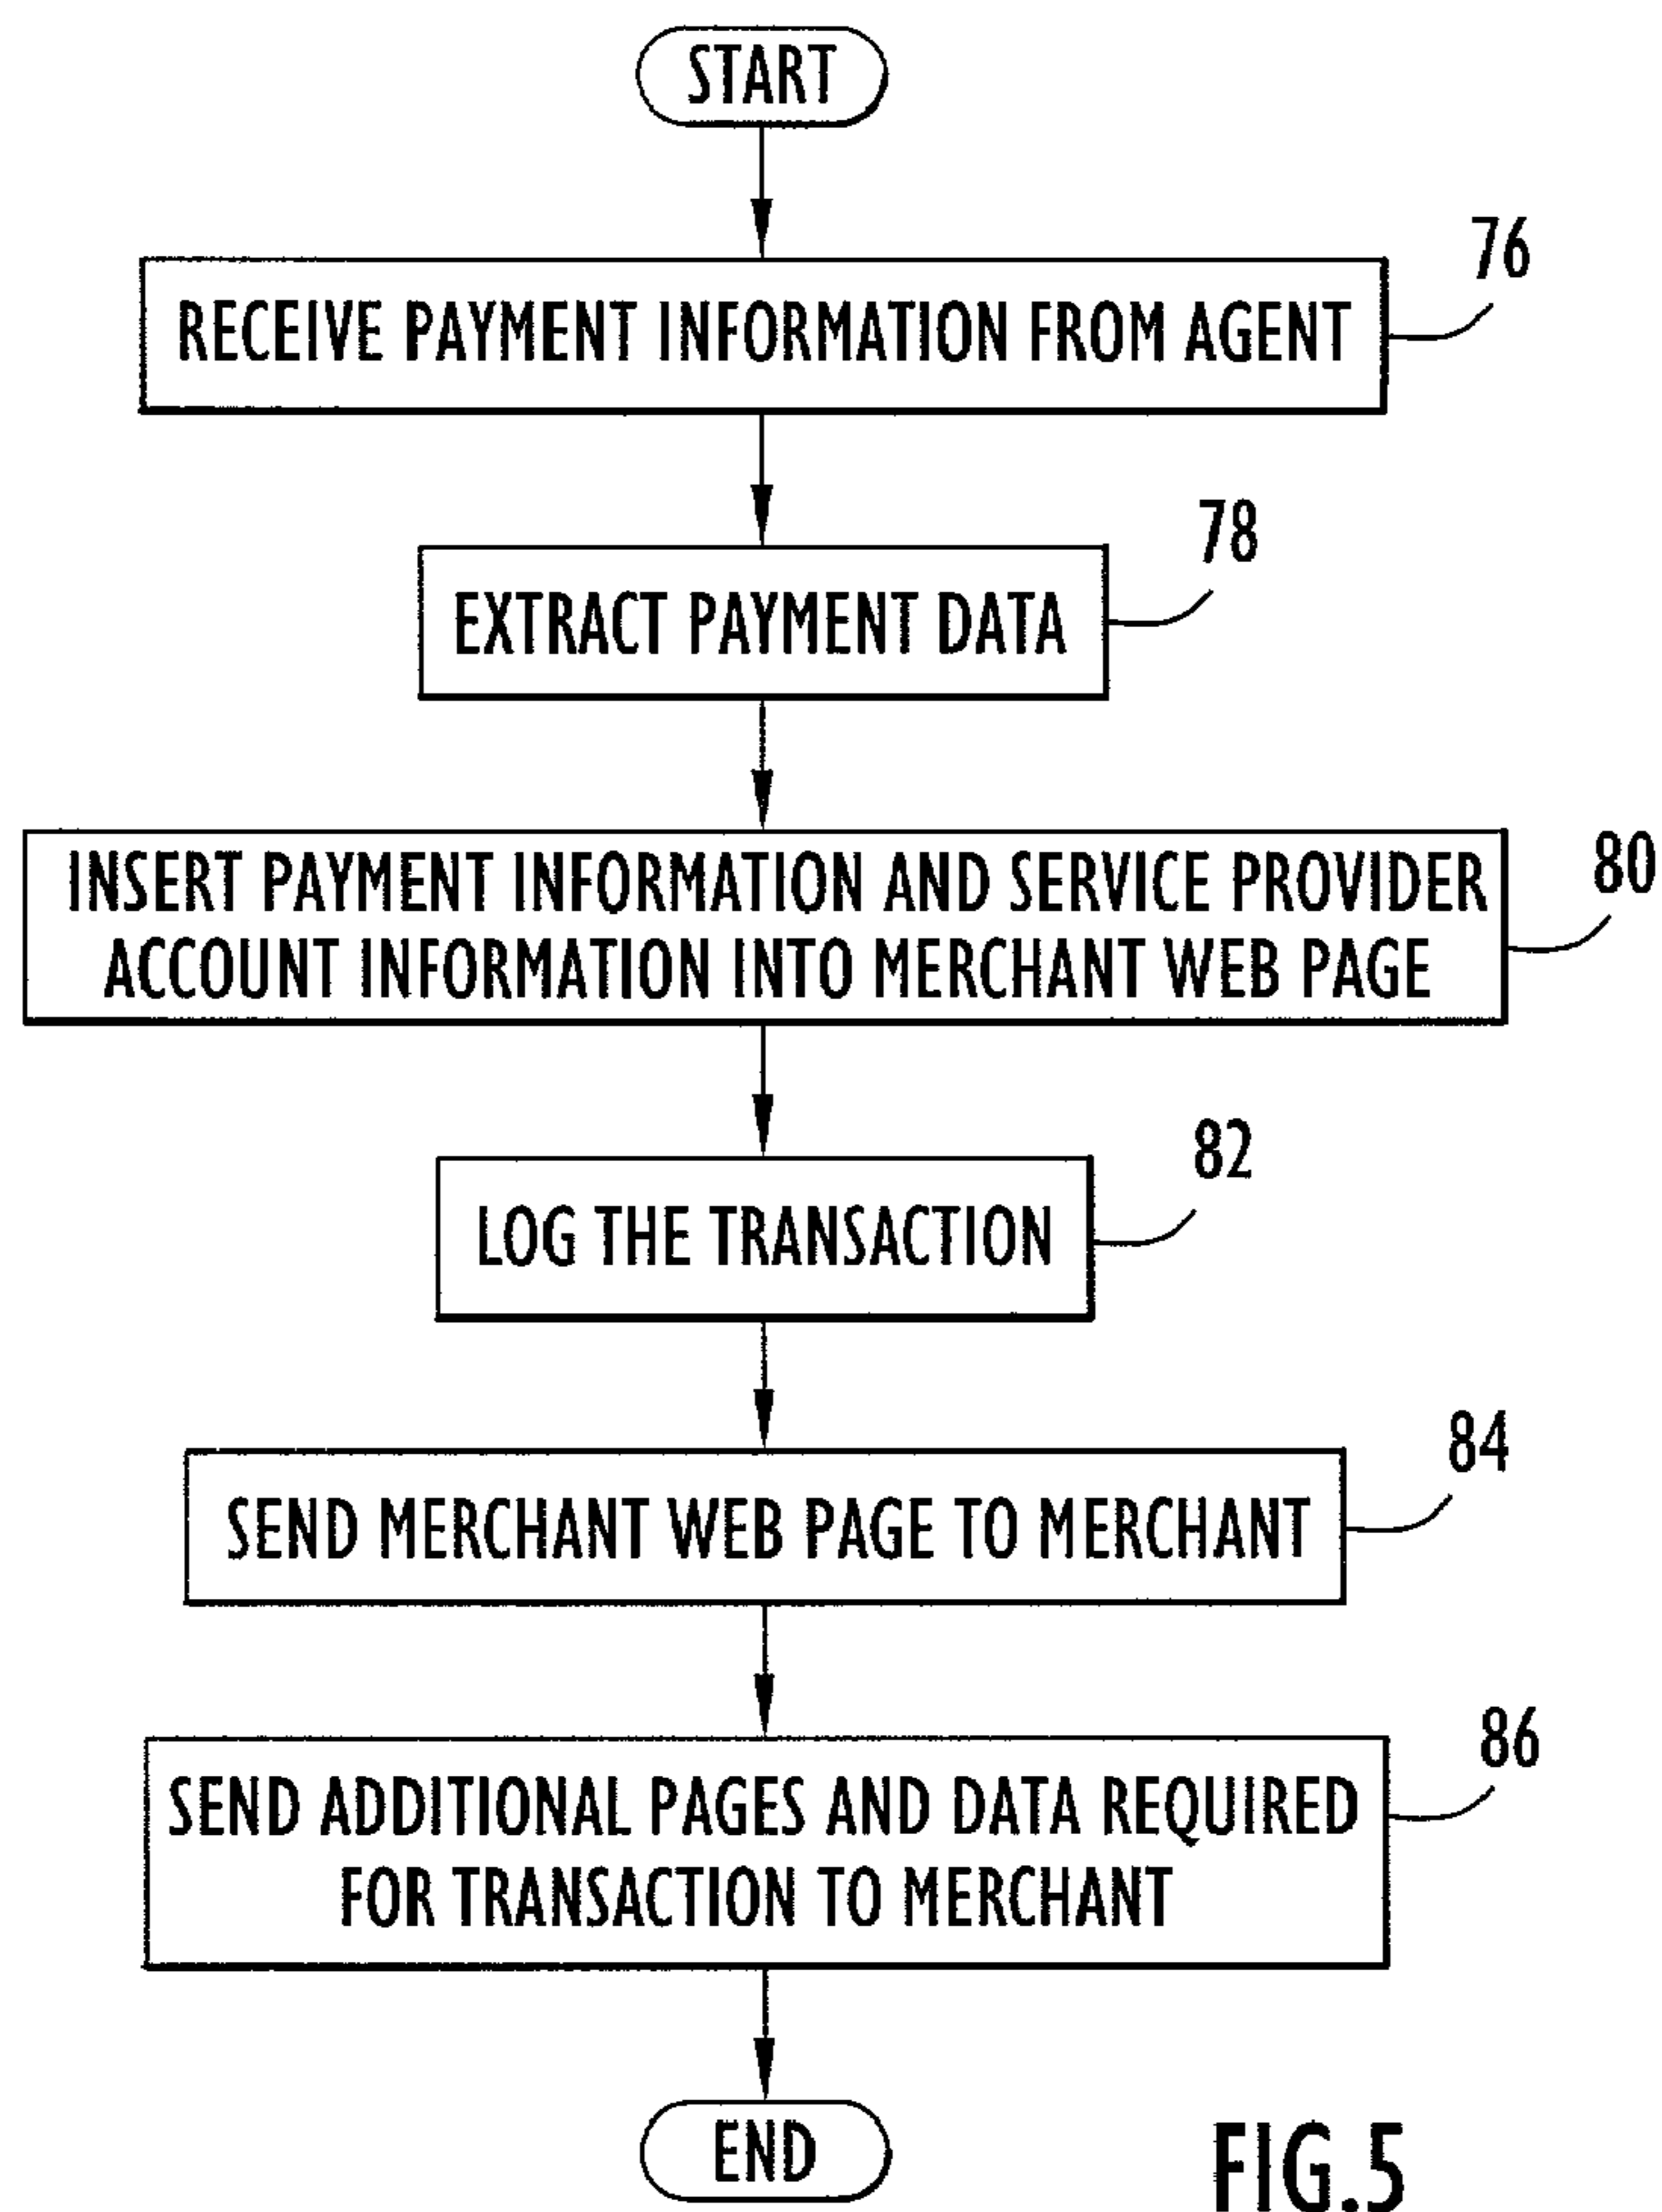 START
76
RECEIVE PAYMENT INFORMATION FROM AGENT
78
EXTRACT PAYMENT DATA
80
INSERT PAYMENT INFORMATION AND SERVICE PROVIDER
ACCOUNT INFORMATION INTO MERCHANT WEB PAGE
82
LOG THE TRANSACTION
84
SEND MERCHANT WEB PAGE TO MERCHANT
86
SEND ADDITIONAL PAGES AND DATA REQUIRED
FOR TRANSACTION TO MERCHANT
END
FIG.5